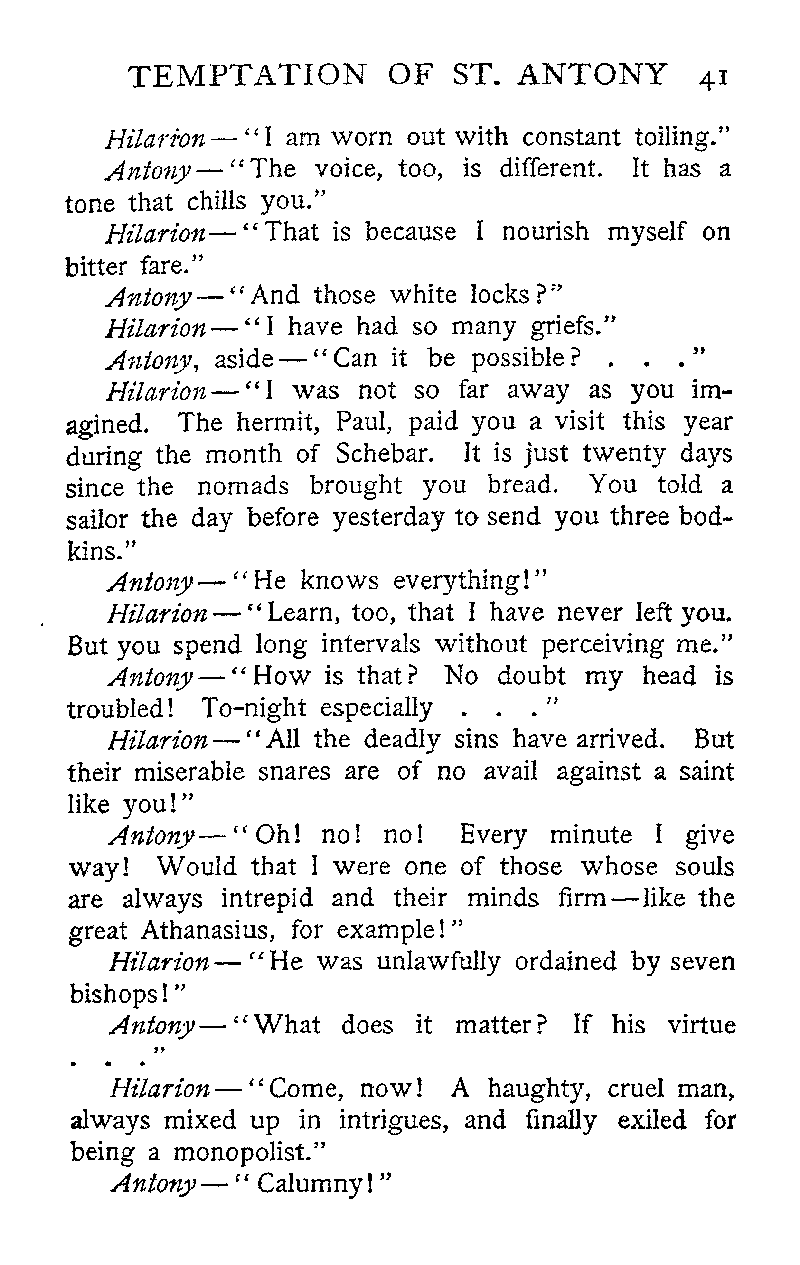 TEMPTATION OF ST. ANTONY 41
Hilarion—"I am worn out with constant toiling."
Antony—"The voice, too, is different. It has a
tone that chills you."
Hilarion—"That is because I nourish myself on
bitter fare."
Antony—"And those white locks?"
Hilarion—"I have had so many griefs."
Antony, aside—"Can it be possible? . . ."
Hilarion—"I was not so far away as you im-
agined. The hermit, Paul, paid you a visit this year
during the month of Schebar. It is just twenty days
since the nomads brought you bread. You told a
sailor the day before yesterday to send you three bod-
kins."
Antony—"He knows everything!"
Hilarion—"Learn, too, that I have never left you.
But you spend long intervals without perceiving me."
Antony—"How is that? No doubt my head is
troubled! To-night especially . . ."
Hilarion—"All the deadly sins have arrived. But
their miserable snares are of no avail against a saint
like you!"
Antony—"Oh! no! no! Every minute I give
way! Would that I were one of those whose souls
are always intrepid and their minds firm—like the
great Athanasius, for example!"
Hilarion—"He was unlawfully ordained by seven
bishops!"
Antony—"What does it matter? If his virtue
. . ."
Hilarion—"Come, now! A haughty, cruel man,
always mixed up in intrigues, and finally exiled for
being a monopolist."
Antony—"Calumny!"